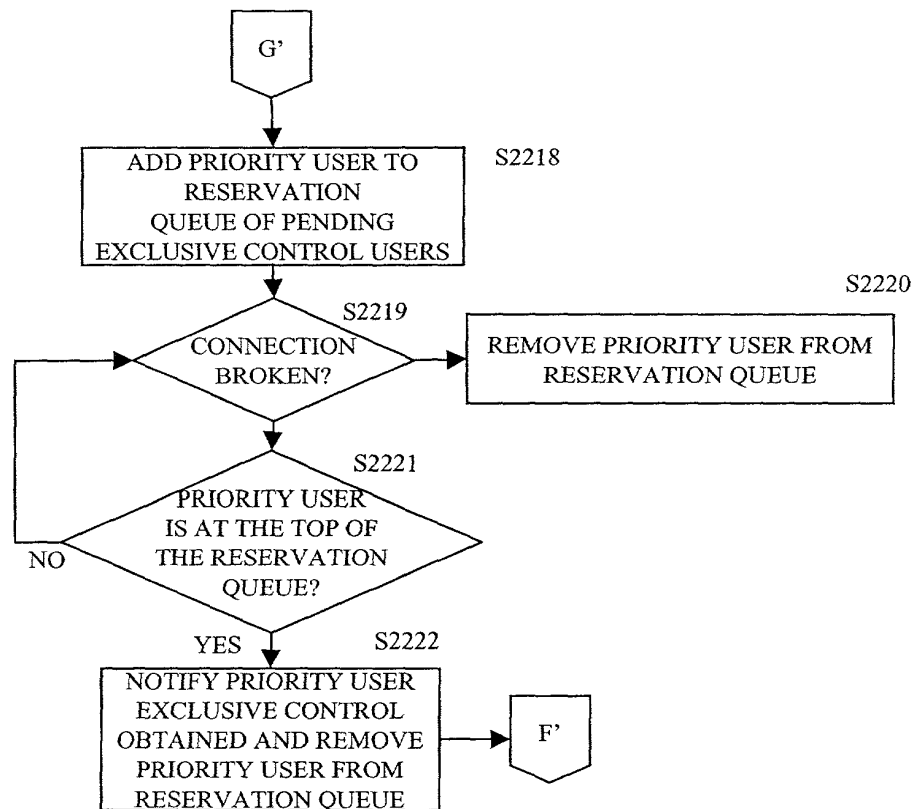 G'
ADD PRIORITY USER TO
RESERVATION
QUEUE OF PENDING
EXCLUSIVE CONTROL USERS
S2218
S2219
CONNECTION
BROKEN?
S2220
REMOVE PRIORITY USER FROM
RESERVATION QUEUE
S2221
PRIORITY USER
IS AT THE TOP OF
THE RESERVATION
QUEUE?
NO
YES
S2222
NOTIFY PRIORITY USER
EXCLUSIVE CONTROL
OBTAINED AND REMOVE
PRIORITY USER FROM
RESERVATION QUEUE
F'